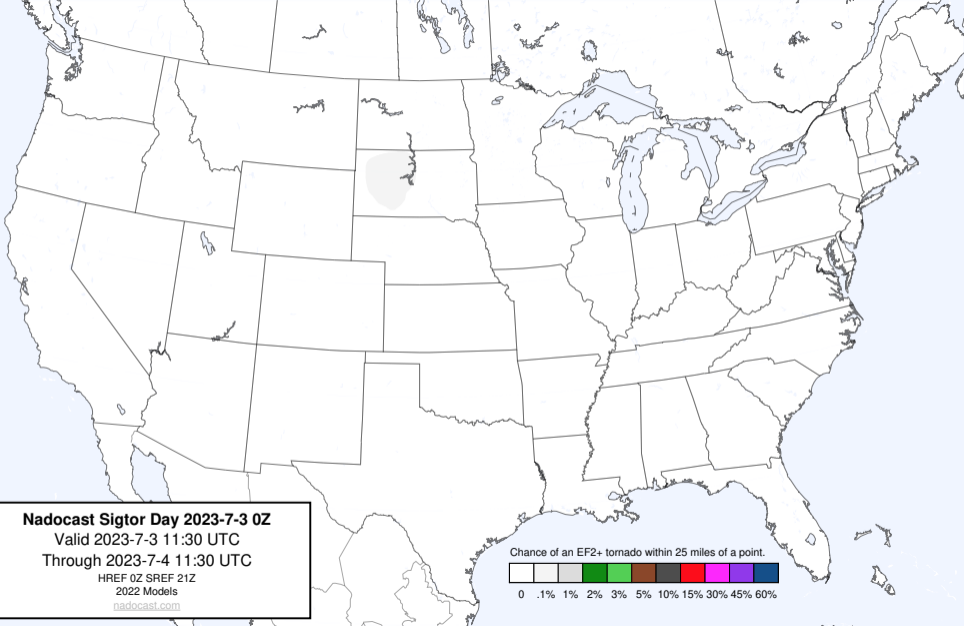 Nadocast Sigtor Day 2023-7-3 0Z
Valid 2023-7-3 11:30 UTC
Through 2023-7-4 11:30 UTC
HREF 0Z SREF 21Z
2022 Models
nadocast.com
Chance of an EF2+ tornado within 25 miles of a point.
0 .1% 1% 2% 3% 5% 10% 15% 30% 45% 60%